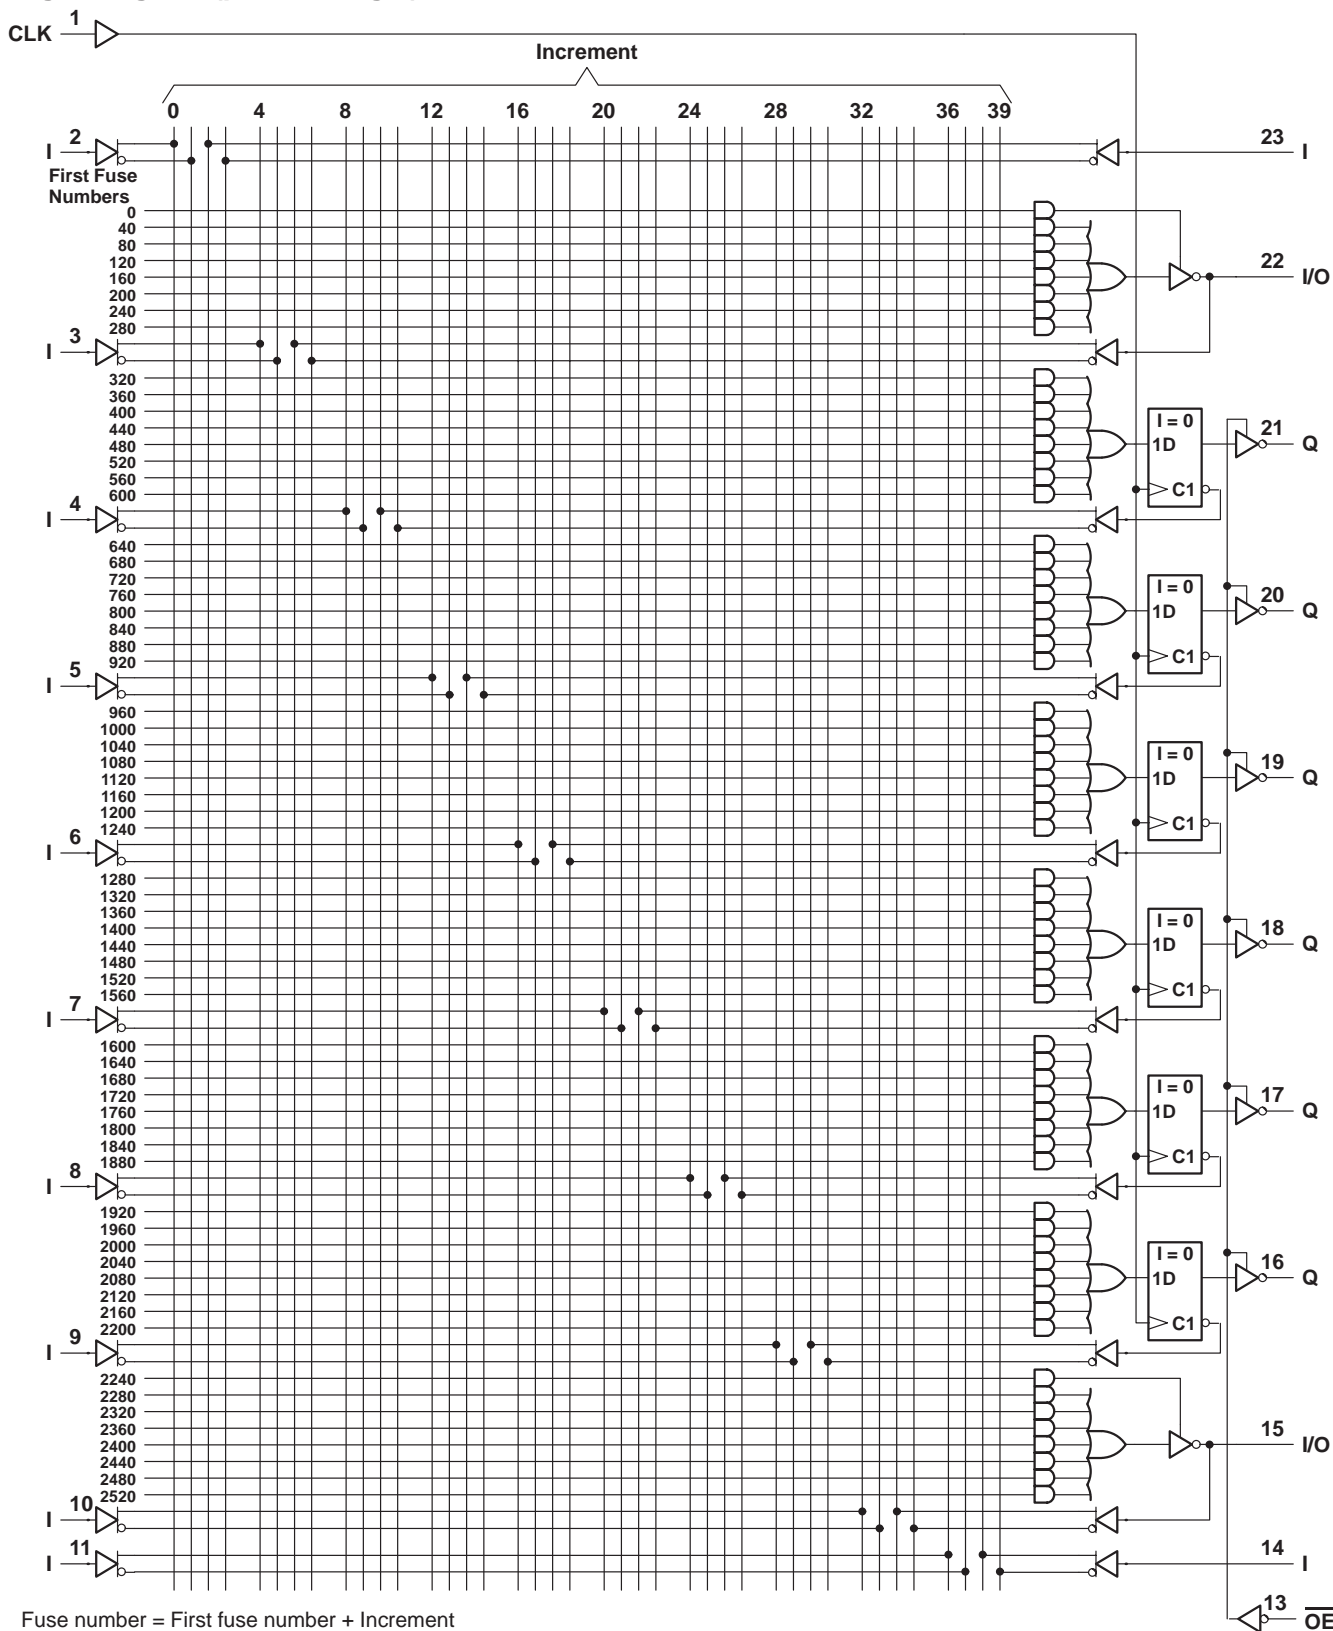 1
CLK
Increment
0 4 8 12 16 20 24 28 32 36 39
2 23
I I
First Fuse
Numbers
0
40
80
120
160 22 I/O
200
240
280
3
I
320
360
400
440 I = 0 21
480 1D Q
520
560
600 C1
4
I
640
680
720
760 I = 0 20
800 1D Q
840
880
920 C1
5
I
960
1000
1040
1080 I = 0 19
1120 1D Q
1160
1200
1240 C1
6
I
1280
1320
1360
1400 I = 0 18
1440 1D Q
1480
1520
1560 C1
7
I
1600
1640
1680
1720 I = 0 17
1760 1D Q
1800
1840
1880 C1
8
I
1920
1960
2000
2040 I = 0 16
2080 1D Q
2120
2160
2200 C1
9
I
2240
2280
2320
2360
2400 15 I/O
2440
2480
2520
10
I
11 14
I I
13
Fuse number = First fuse number + Increment OE